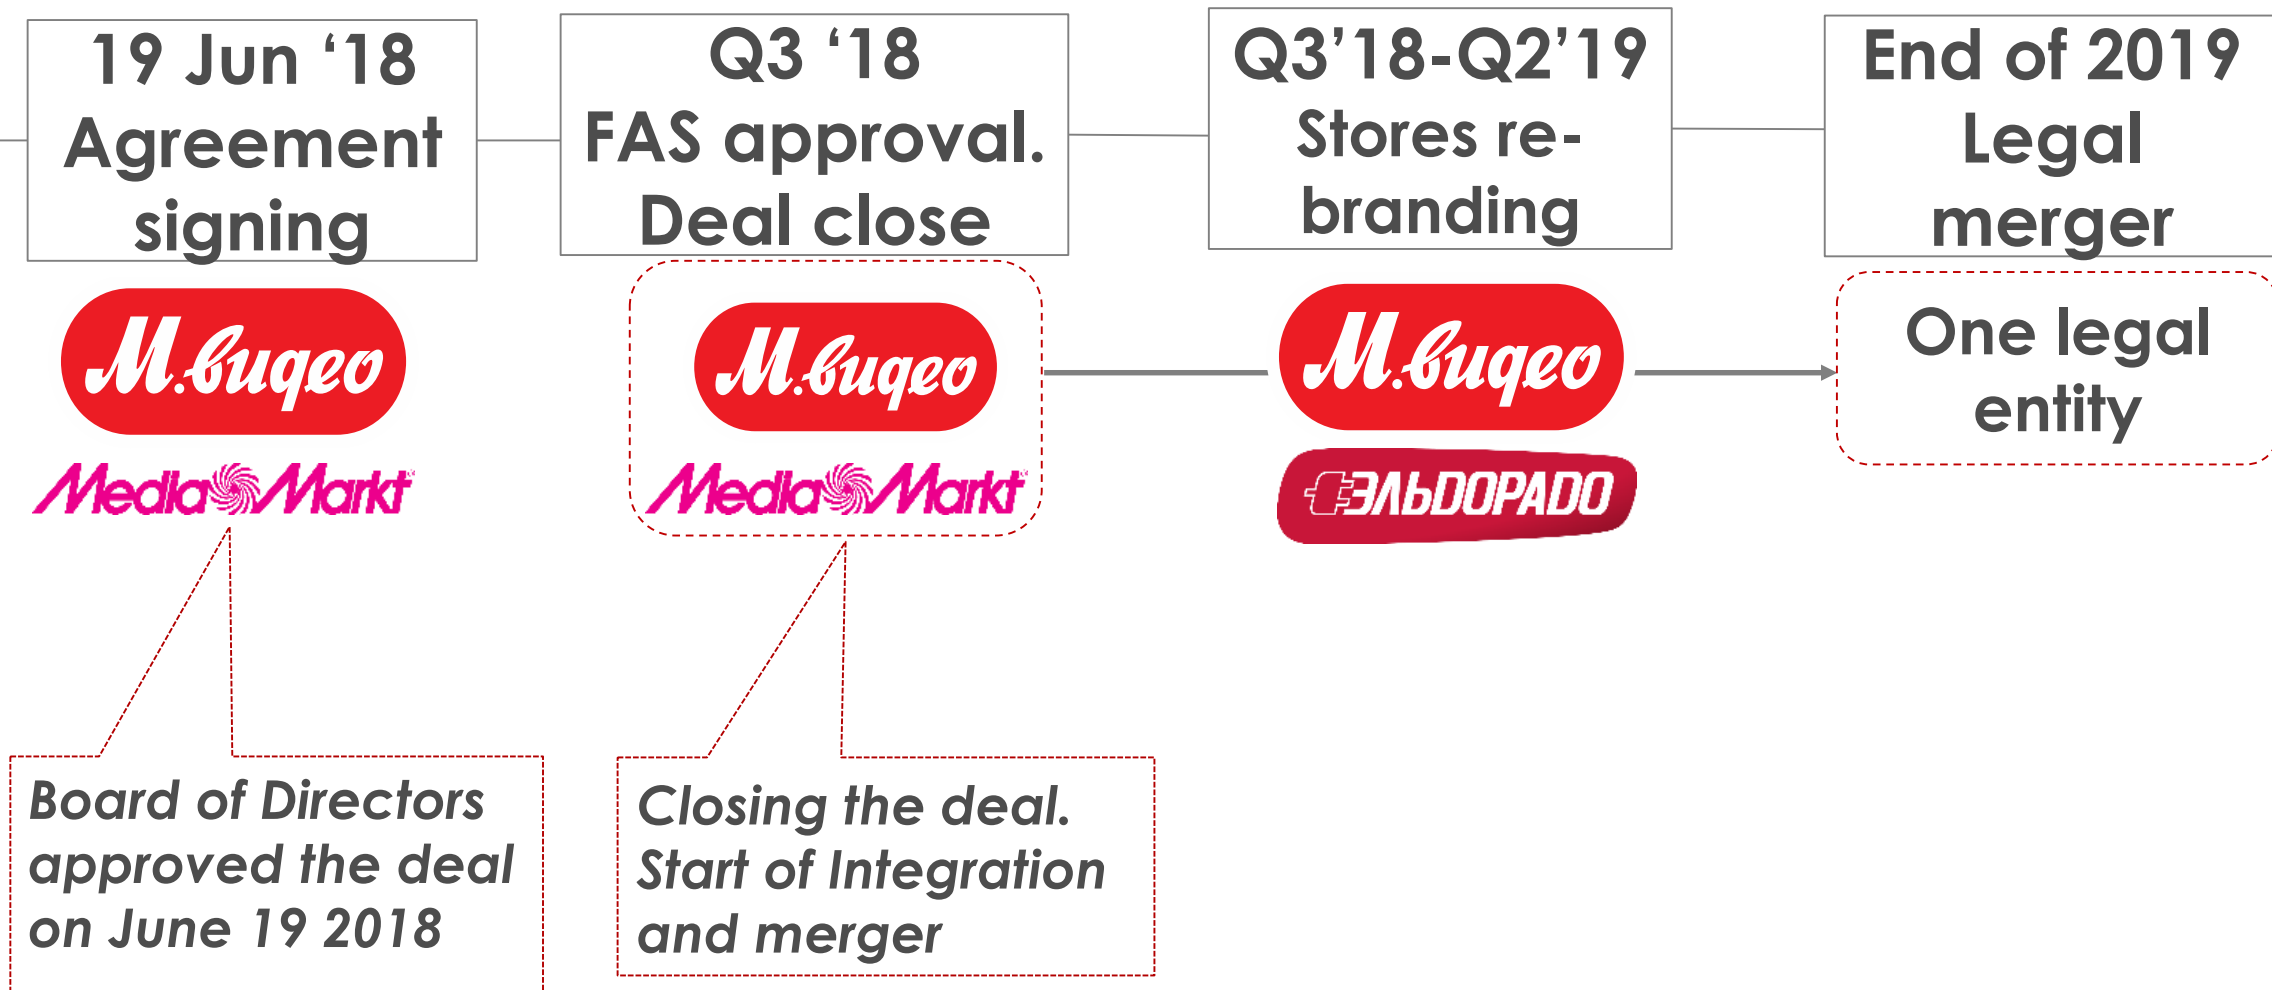 19 Jun ‘18
Agreement
signing
Q3 ‘18
FAS approval.
Deal close
Q3’18-Q2’19
Stores re-
branding
End of 2019
Legal
merger
М.видео
MediaMarkt
М.видео
MediaMarkt
М.видео
ЭЛЬДОРАДО
One legal
entity
Board of Directors
approved the deal
on June 19 2018
Closing the deal.
Start of Integration
and merger